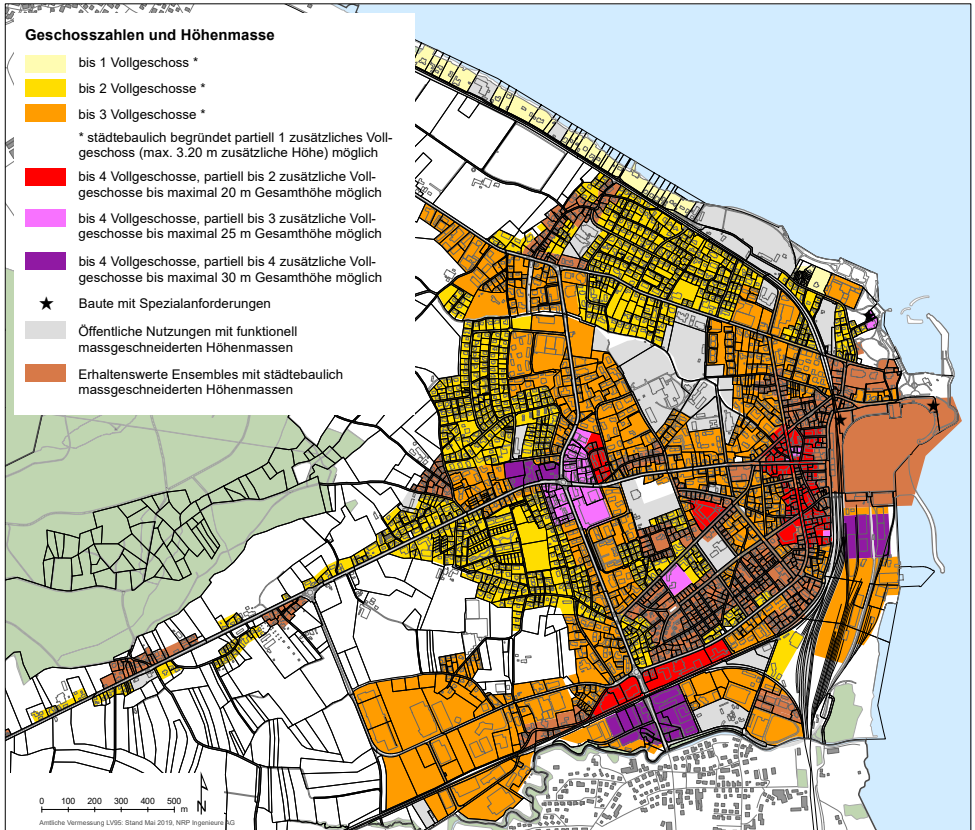 Geschosszahlen und Höhenmasse
bis 1 Vollgeschoss *
bis 2 Vollgeschosse *
bis 3 Vollgeschosse *
* städtebaulich begründet partiell 1 zusätzliches Voll-
geschoss (max. 3.20 m zusätzliche Höhe) möglich
bis 4 Vollgeschosse, partiell bis 2 zusätzliche Voll-
geschosse bis maximal 20 m Gesamthöhe möglich
bis 4 Vollgeschosse, partiell bis 3 zusätzliche Voll-
geschosse bis maximal 25 m Gesamthöhe möglich
bis 4 Vollgeschosse, partiell bis 4 zusätzliche Voll-
geschosse bis maximal 30 m Gesamthöhe möglich
Baute mit Spezialanforderungen
Öffentliche Nutzungen mit funktionell
massgeschneiderten Höhenmassen
Erhaltenswerte Ensembles mit städtebaulich
massgeschneiderten Höhenmassen
0 100 200 300 400 500
m
N
Amtliche Vermessung LV95: Stand Mai 2019, NRP Ingenieure AG